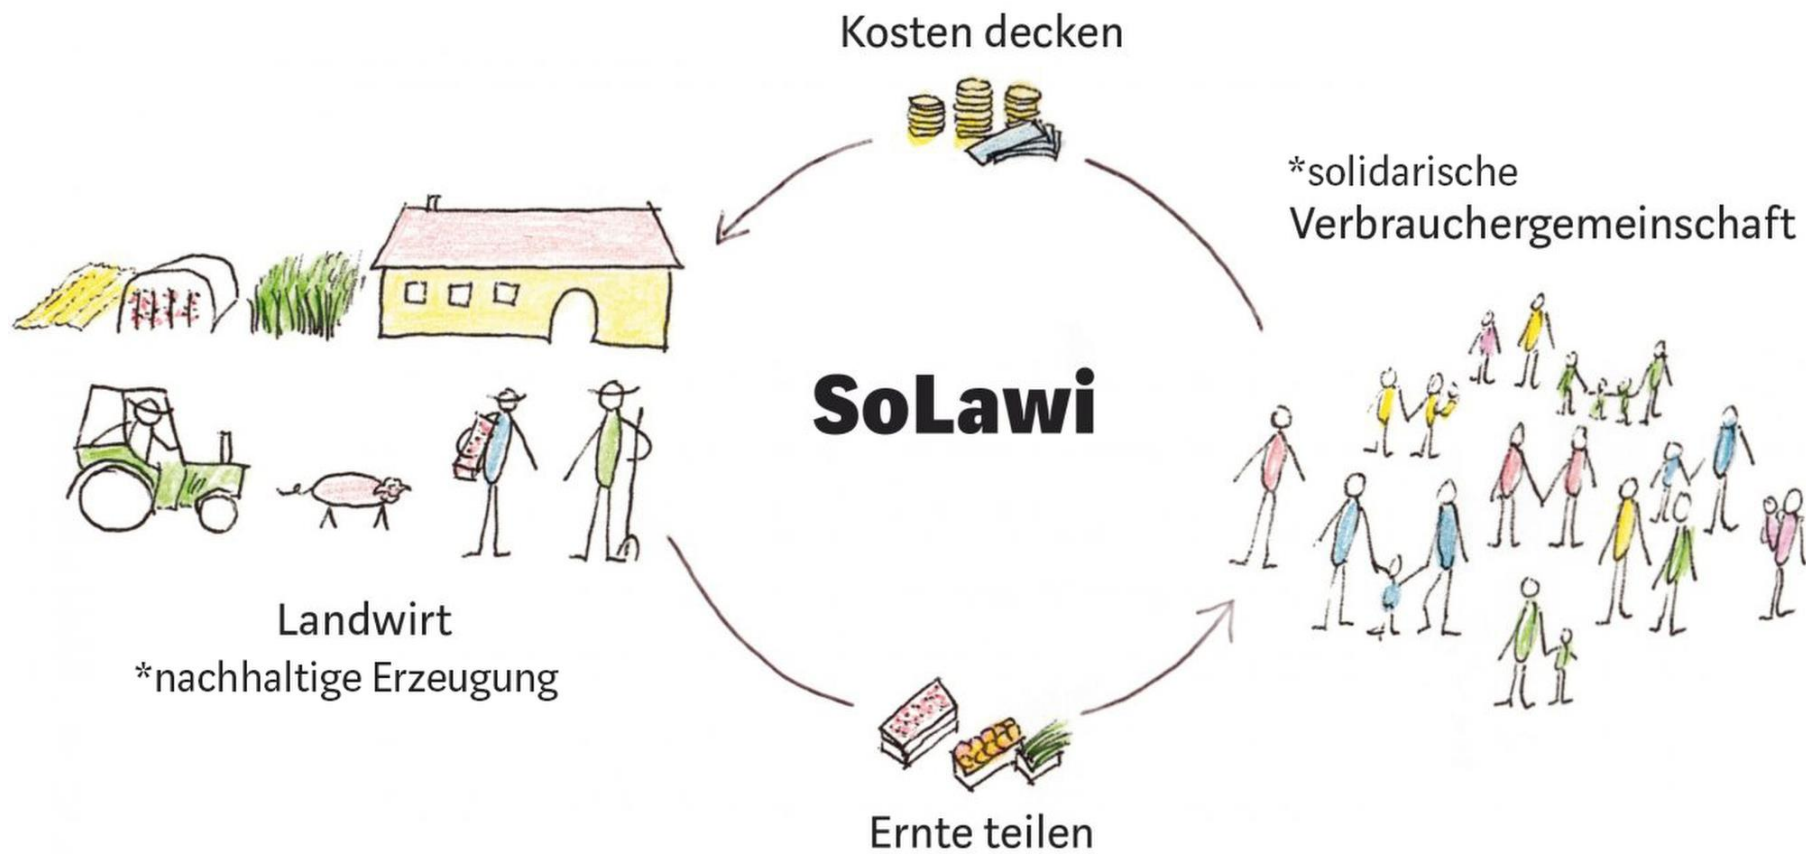 Kosten decken
*solidarische
Verbrauchergemeinschaft
SoLawi
Landwirt
*nachhaltige Erzeugung
Ernte teilen